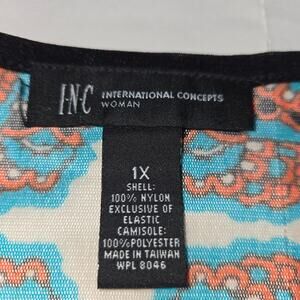 I·N·C INTERNATIONAL CONCEPTS
WOMAN
1X
SHELL:
100% NYLON
EXCLUSIVE OF
ELASTIC
CAMISOLE:
100%POLYESTER
MADE IN TAIWAN
WPL 8046